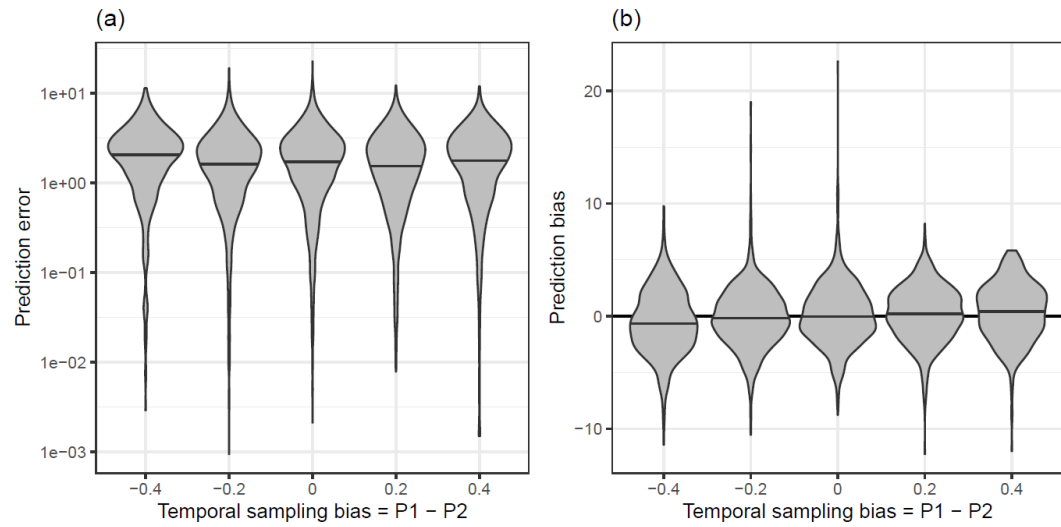 (a)
Prediction error
1e+01
1e+00
1e−01
1e−02
1e−03
−0.4 −0.2 0 0.2 0.4
Temporal sampling bias = P1 − P2
(b)
Prediction bias
20
10
0
−10
−0.4 −0.2 0 0.2 0.4
Temporal sampling bias = P1 − P2